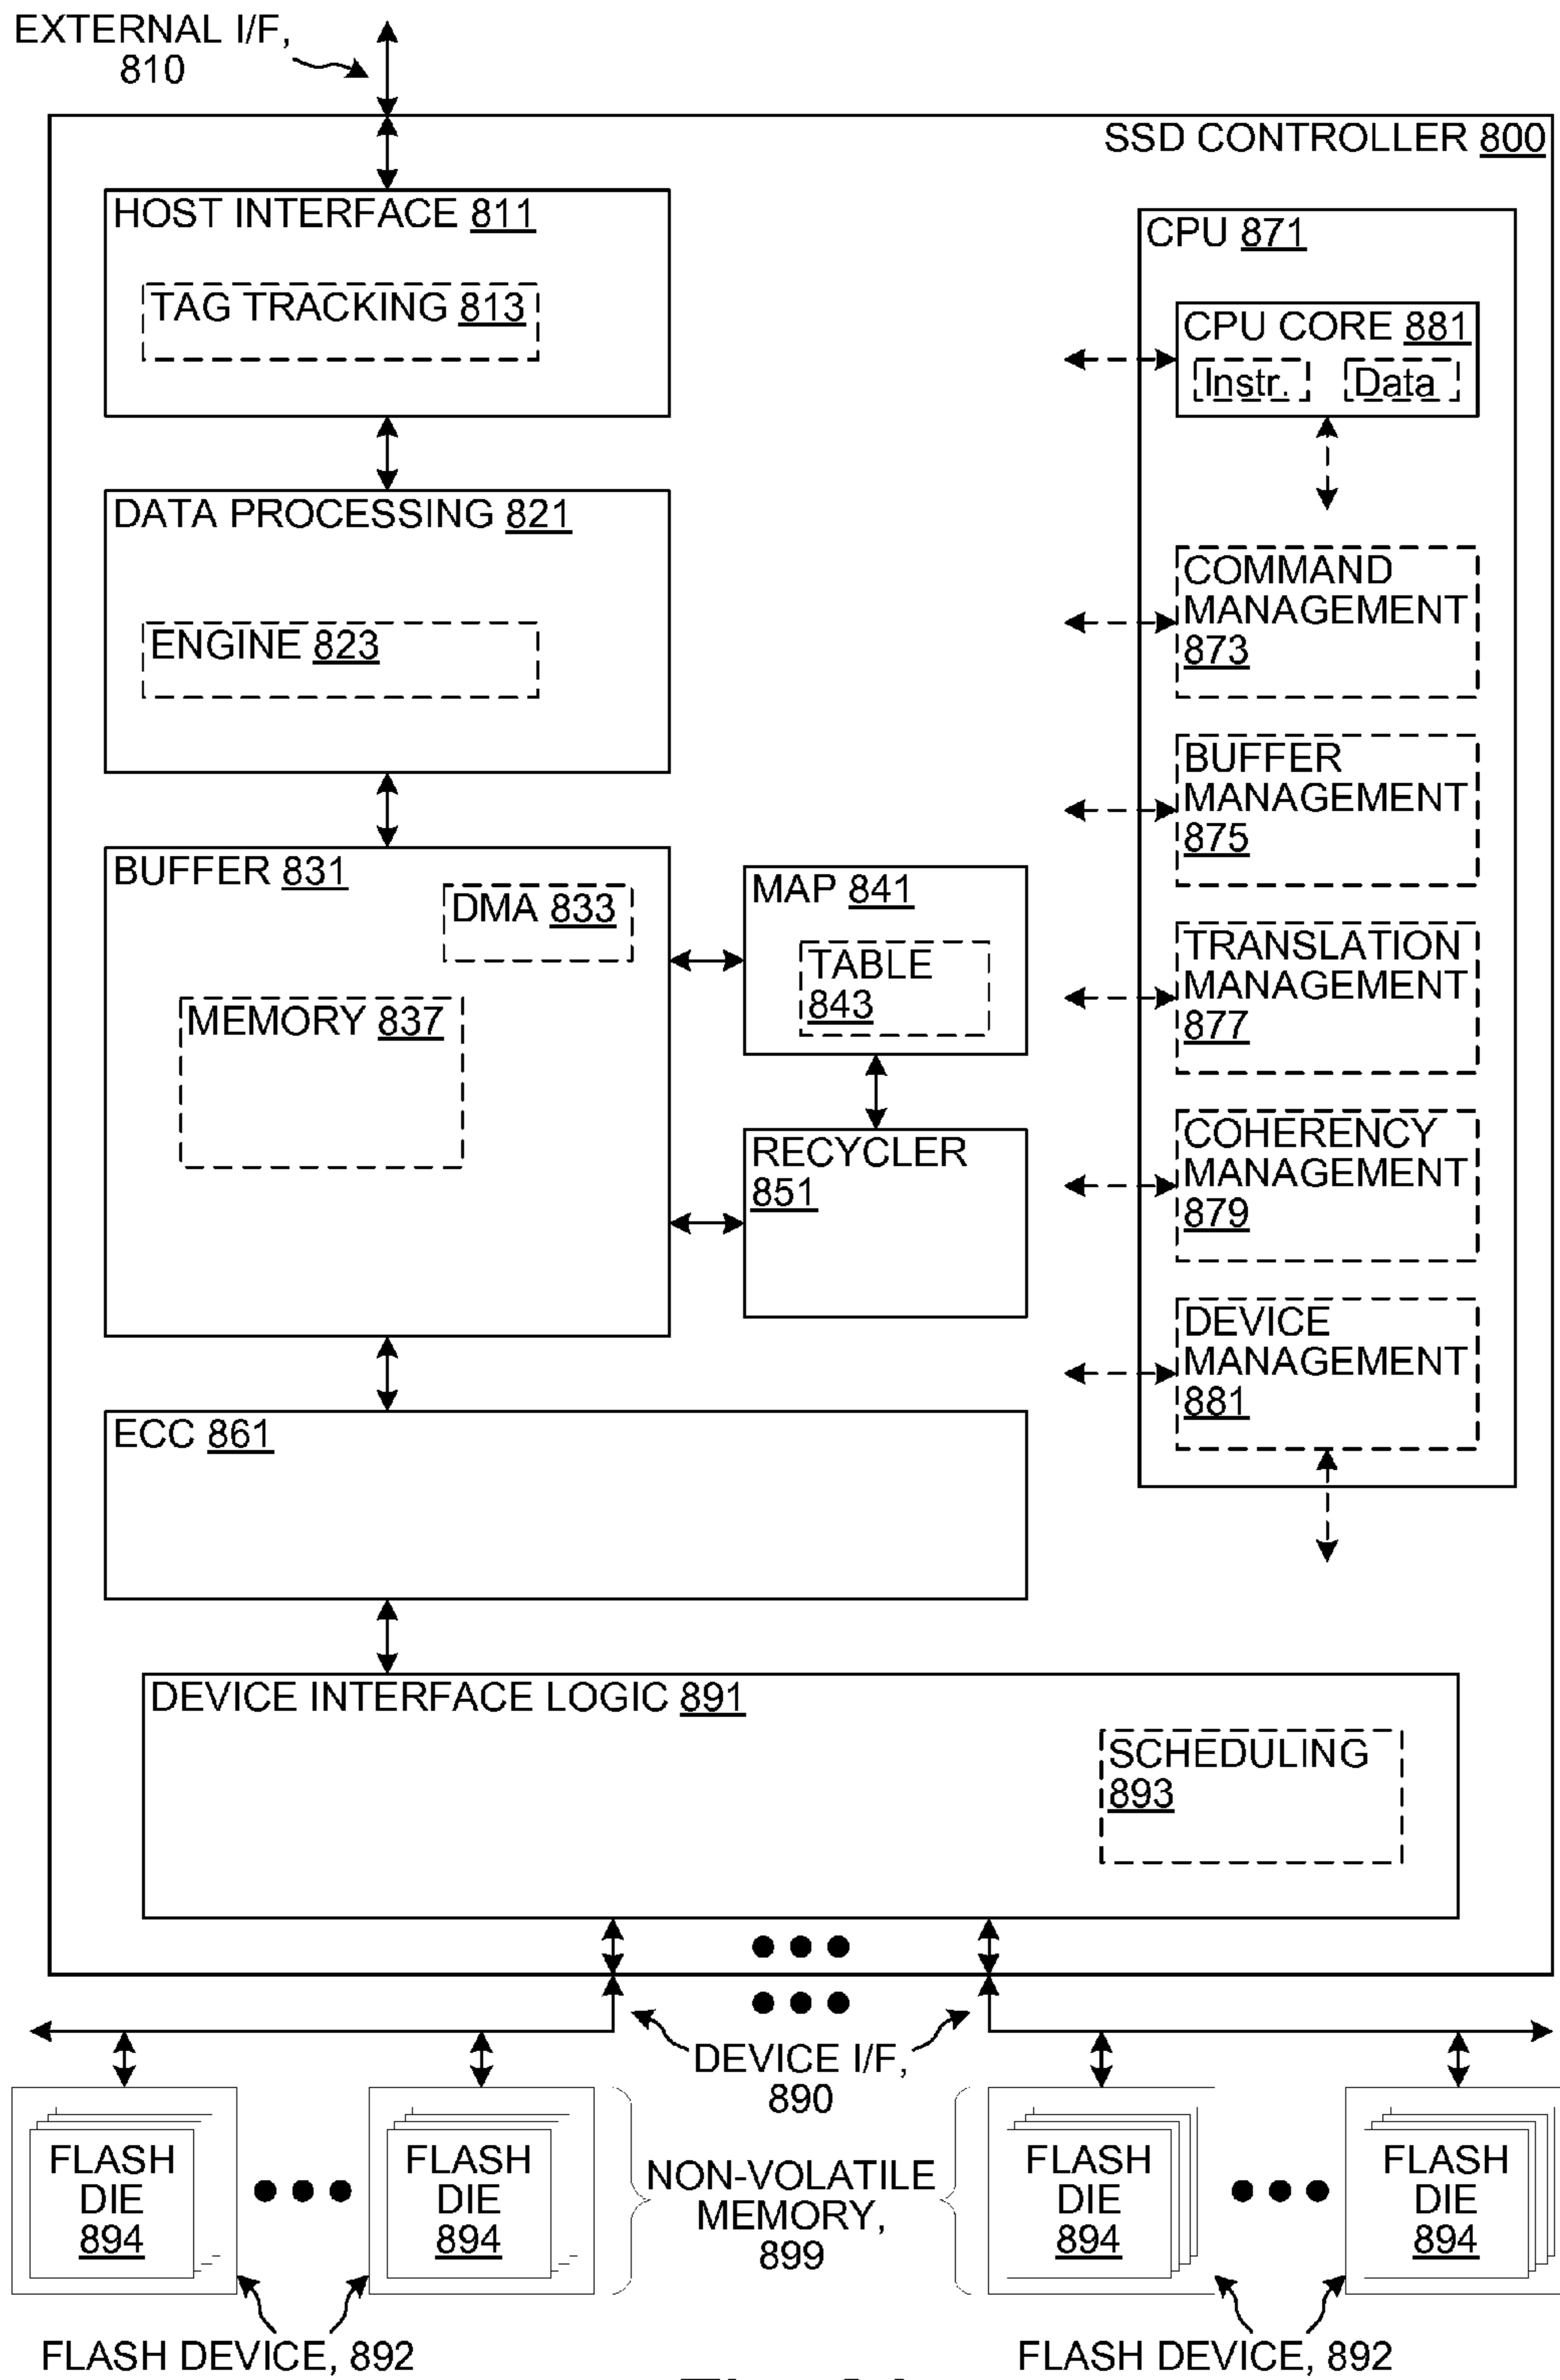 EXTERNAL I/F,
810
SSD CONTROLLER 800
HOST INTERFACE 811
TAG TRACKING 813
DATA PROCESSING 821
ENGINE 823
BUFFER 831
DMA 833
MEMORY 837
MAP 841
TABLE
843
RECYCLER
851
ECC 861
CPU 871
CPU CORE 881
Instr.
Data
COMMAND
MANAGEMENT
873
BUFFER
MANAGEMENT
875
TRANSLATION
MANAGEMENT
877
COHERENCY
MANAGEMENT
879
DEVICE
MANAGEMENT
881
DEVICE INTERFACE LOGIC 891
SCHEDULING
893
DEVICE I/F,
890
FLASH
DIE
894
FLASH
DIE
894
NON-VOLATILE
MEMORY,
899
FLASH
DIE
894
FLASH
DIE
894
FLASH DEVICE, 892
FLASH DEVICE, 892